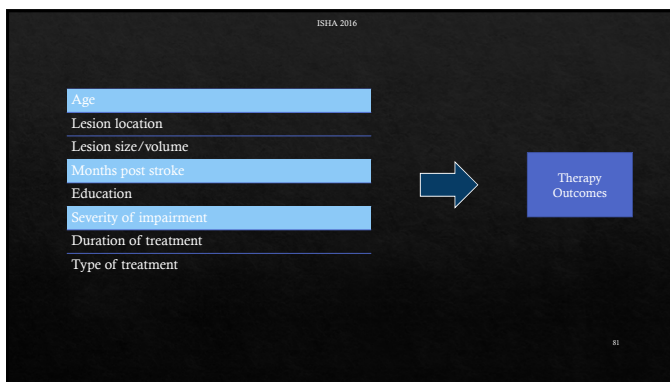 ISHA 2016
Age
Lesion location
Lesion size/volume
Months post stroke
Education
Severity of impairment
Duration of treatment
Type of treatment
Therapy
Outcomes
81